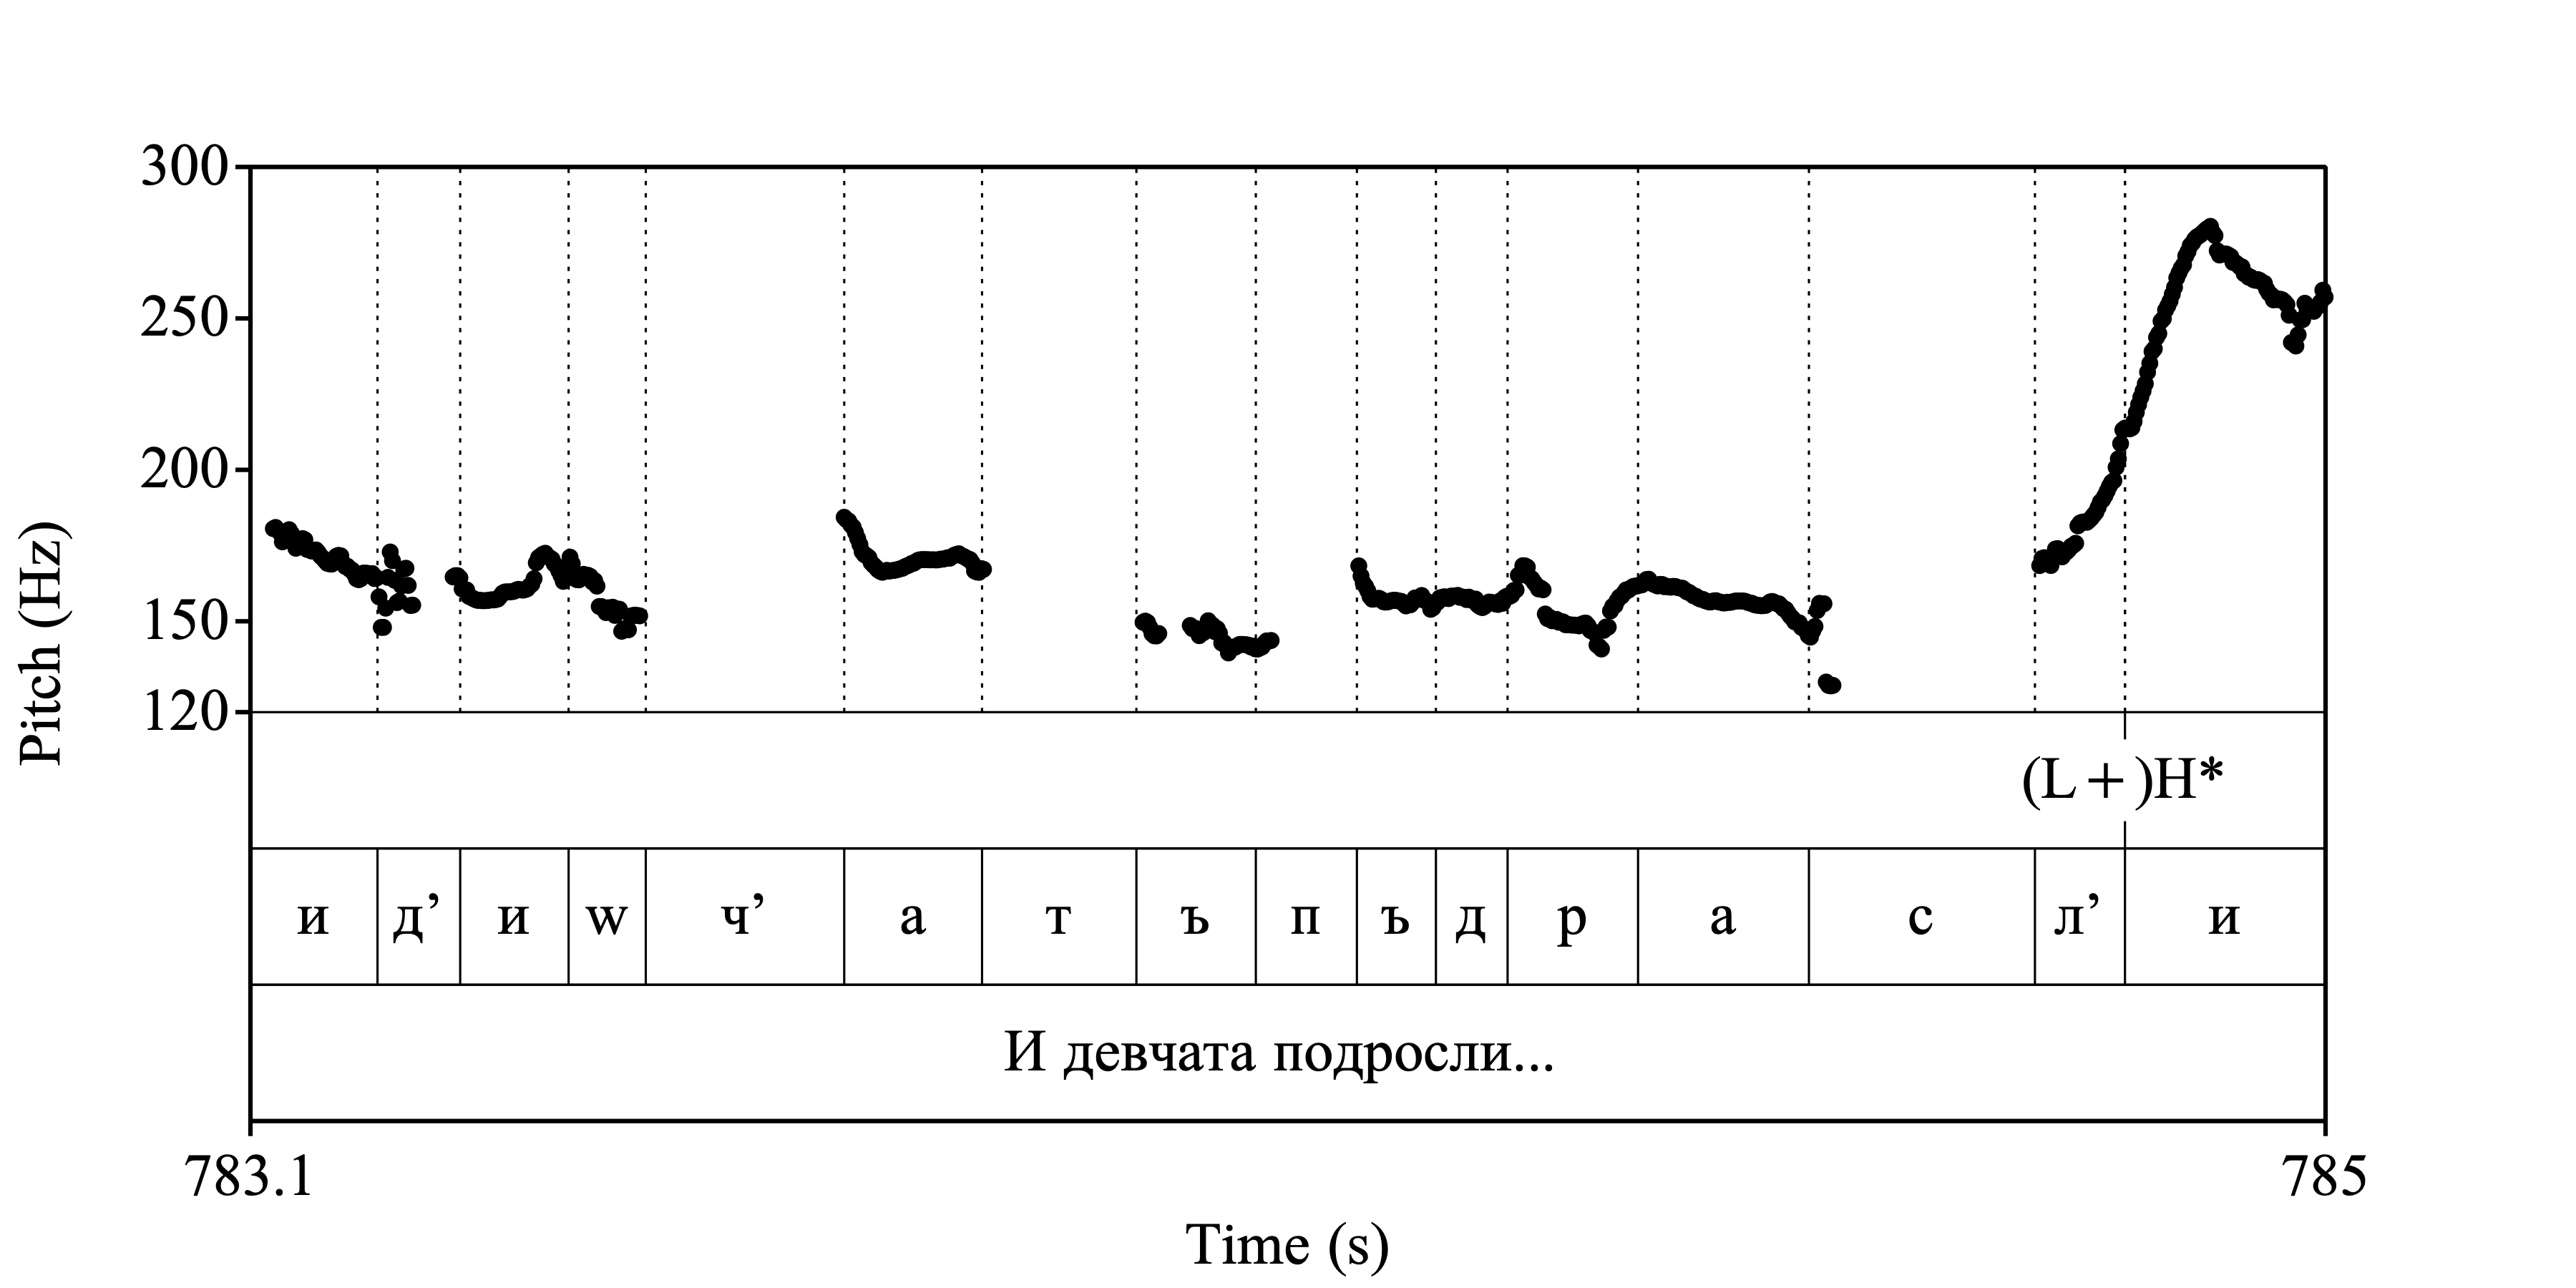 300
250
200
150
120
Pitch (Hz)
(L+)H*
и д’ и w ч’ а т ъ п ъ д р а с л’ и
И девчата подросли...
783.1 785
Time (s)